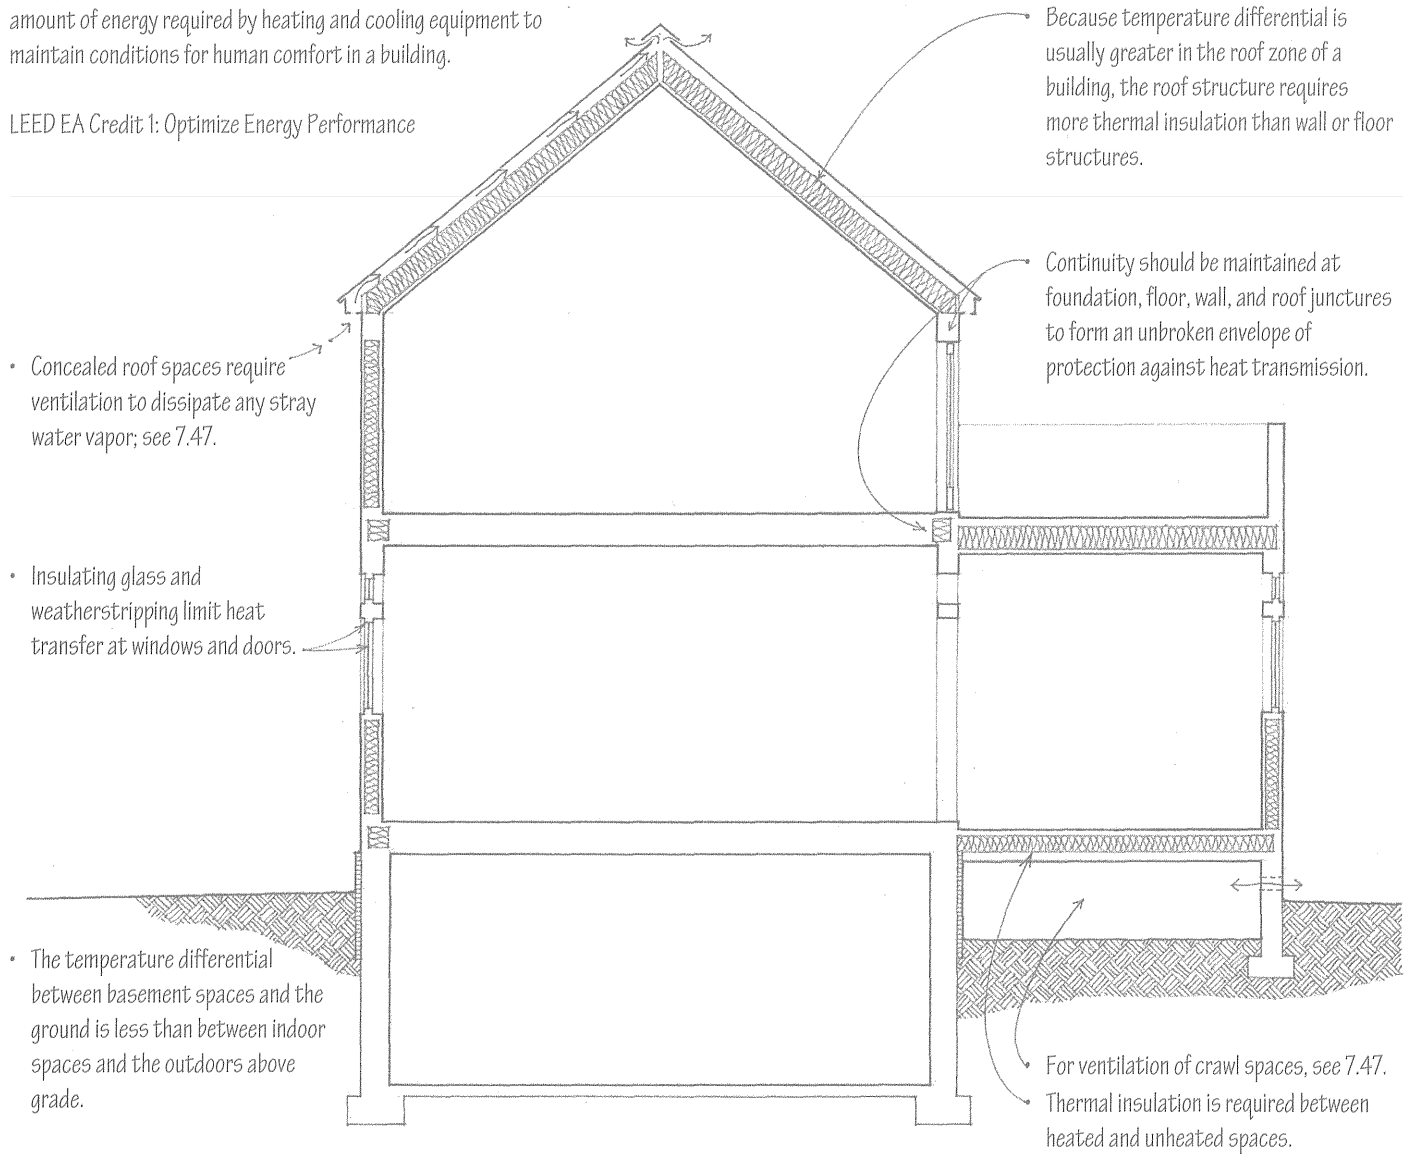 amount of energy required by heating and cooling equipment to
maintain conditions for human comfort in a building.
LEED EA Credit 1: Optimize Energy Performance
Because temperature differential is
usually greater in the roof zone of a
building, the roof structure requires
more thermal insulation than wall or floor
structures.
Continuity should be maintained at
foundation, floor, wall, and roof junctures
to form an unbroken envelope of
protection against heat transmission.
• Concealed roof spaces require
ventilation to dissipate any stray
water vapor; see 7.47.
• Insulating glass and
weatherstripping limit heat
transfer at windows and doors.
• The temperature differential
between basement spaces and the
ground is less than between indoor
spaces and the outdoors above
grade.
For ventilation of crawl spaces, see 7.47.
Thermal insulation is required between
heated and unheated spaces.